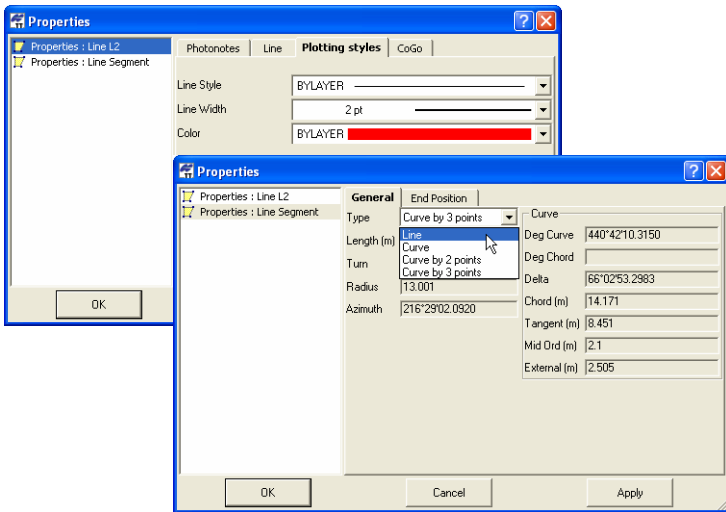 Properties
Properties : Line L2
Properties : Line Segment
Photonotes Line Plotting styles CoGo
Line Style BYLAYER
Line Width 2 pt
Color BYLAYER
OK
Properties
Properties : Line L2
Properties : Line Segment
General End Position
Type Curve by 3 points
Line
Curve
Curve by 2 points
Curve by 3 points
Length (m)
Turn
Radius 13.001
Azimuth 216°29'02.0920
Curve
Deg Curve 440°42'10.3150
Deg Chord
Delta 66°02'53.2983
Chord (m) 14.171
Tangent (m) 8.451
Mid Ord (m) 2.1
External (m) 2.505
OK Cancel Apply